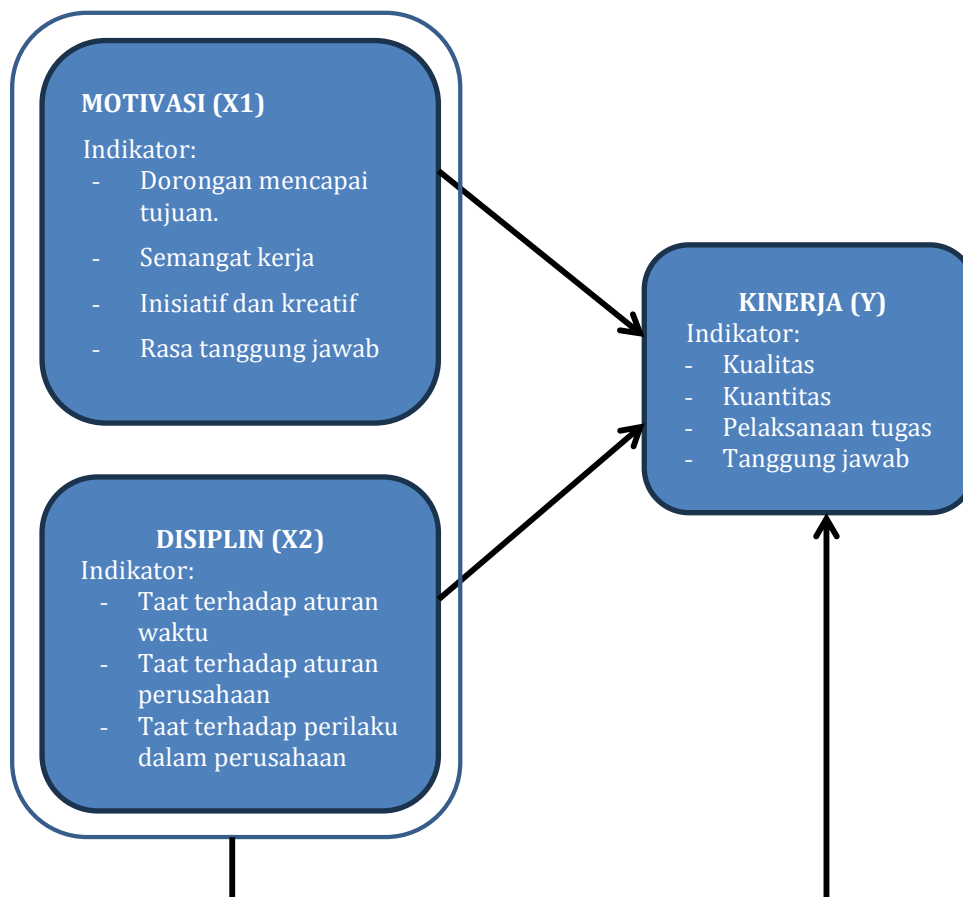 MOTIVASI (X1)
Indikator:
- Dorongan mencapai
tujuan.
- Semangat kerja
- Inisiatif dan kreatif
- Rasa tanggung jawab
DISIPLIN (X2)
Indikator:
- Taat terhadap aturan
waktu
- Taat terhadap aturan
perusahaan
- Taat terhadap perilaku
dalam perusahaan
KINERJA (Y)
Indikator:
- Kualitas
- Kuantitas
- Pelaksanaan tugas
- Tanggung jawab